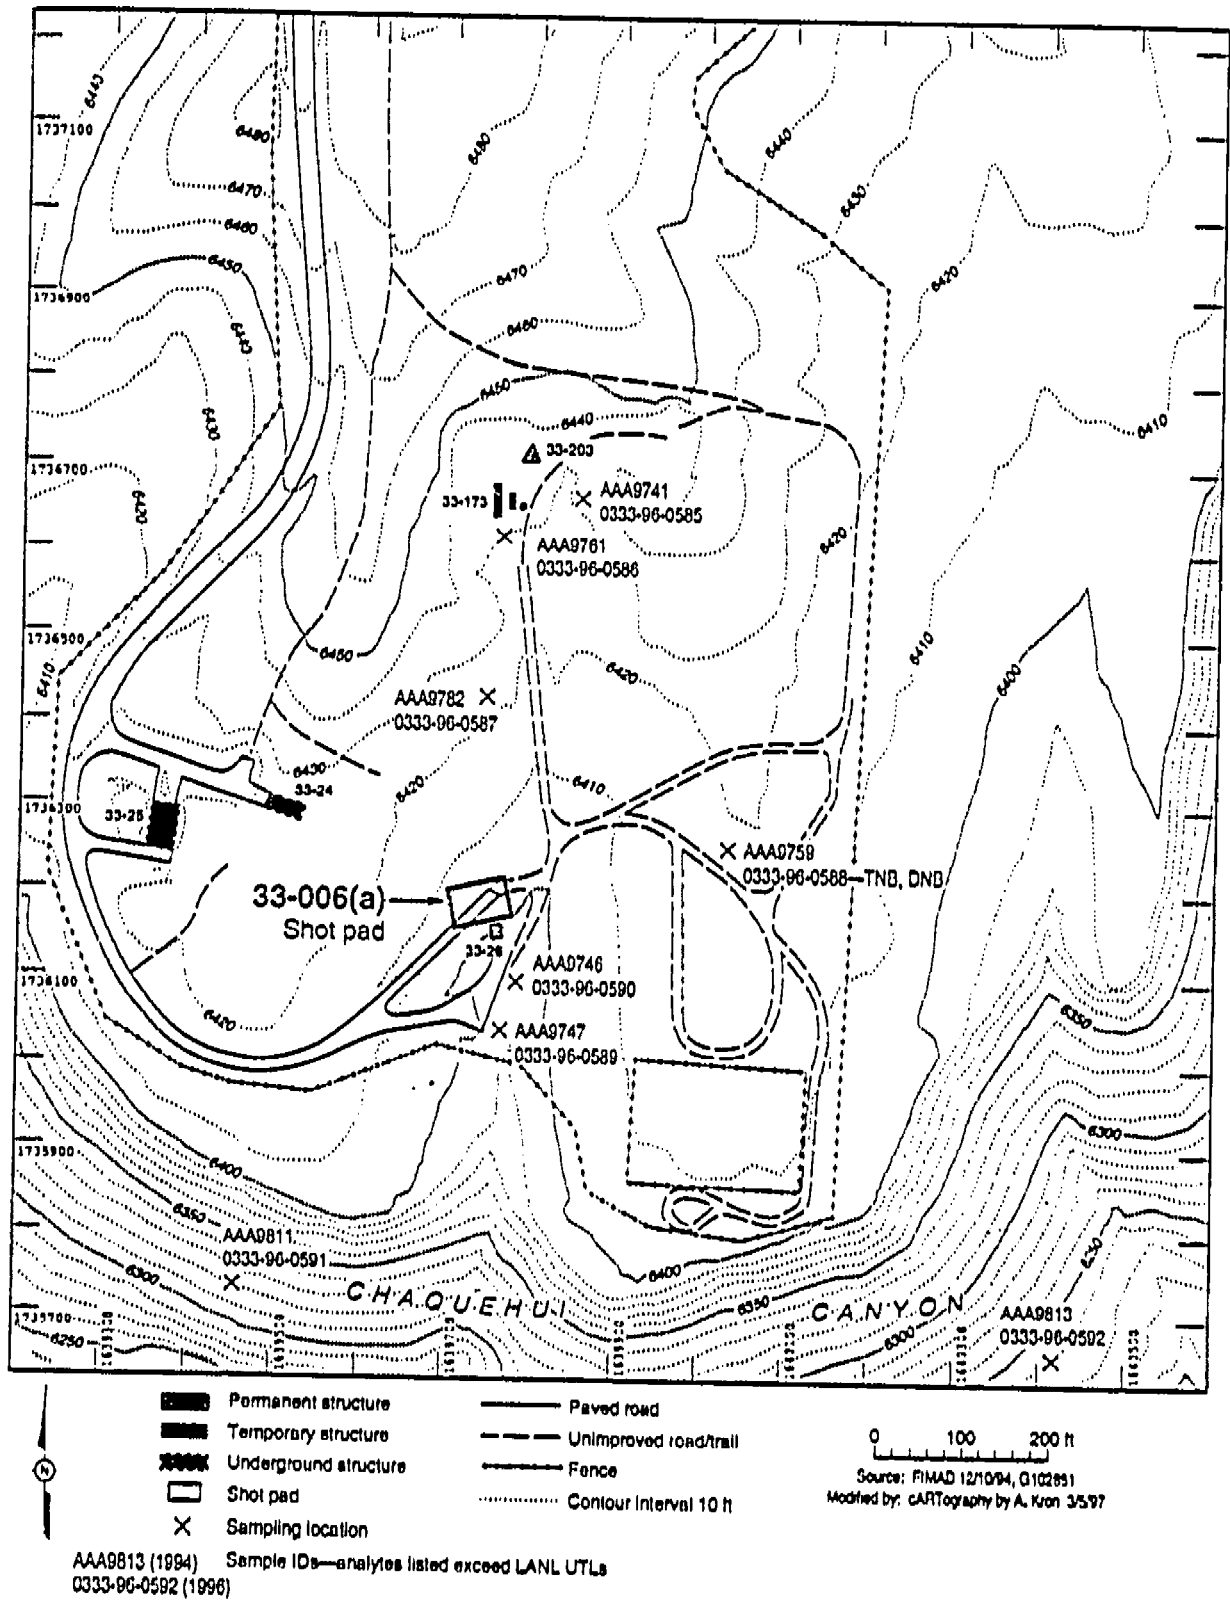 6440
1737100
6480
6480
6440
6470
6430
6460
6450
6470
6420
1736900
6440
6460
6450
6430
6440
6410
33-203
1736700
6420
33-173
AAA9741
0333-96-0585
AAA9761
0333-96-0586
6420
1736500
6410
6450
6420
6410
6400
AAA9782
0333-96-0587
6430
33-24
6420
6410
33-25
AAA9759
0333-96-0588—TNB, DNB
33-006(a)
Shot pad
33-26
AAA9746
0333-96-0590
1736100
6420
AAA9747
0333-96-0589
6350
6300
1735900
6400
6350
AAA9811
0333-96-0591
6300
6400
6350
CHAQUEHUI CANYON
6350
6300
AAA9813
0333-96-0592
1735700
6250
Permanent structure
Temporary structure
Underground structure
Shot pad
Sampling location
AAA9813 (1994) Sample IDs—analytes listed exceed LANL UTLs
0333-96-0592 (1996)
Paved road
Unimproved road/trail
Fence
Contour Interval 10 ft
N
0 100 200 ft
Source: FIMAD 12/10/94, G102851
Modified by: cARTography by A. Kron 3/5/97